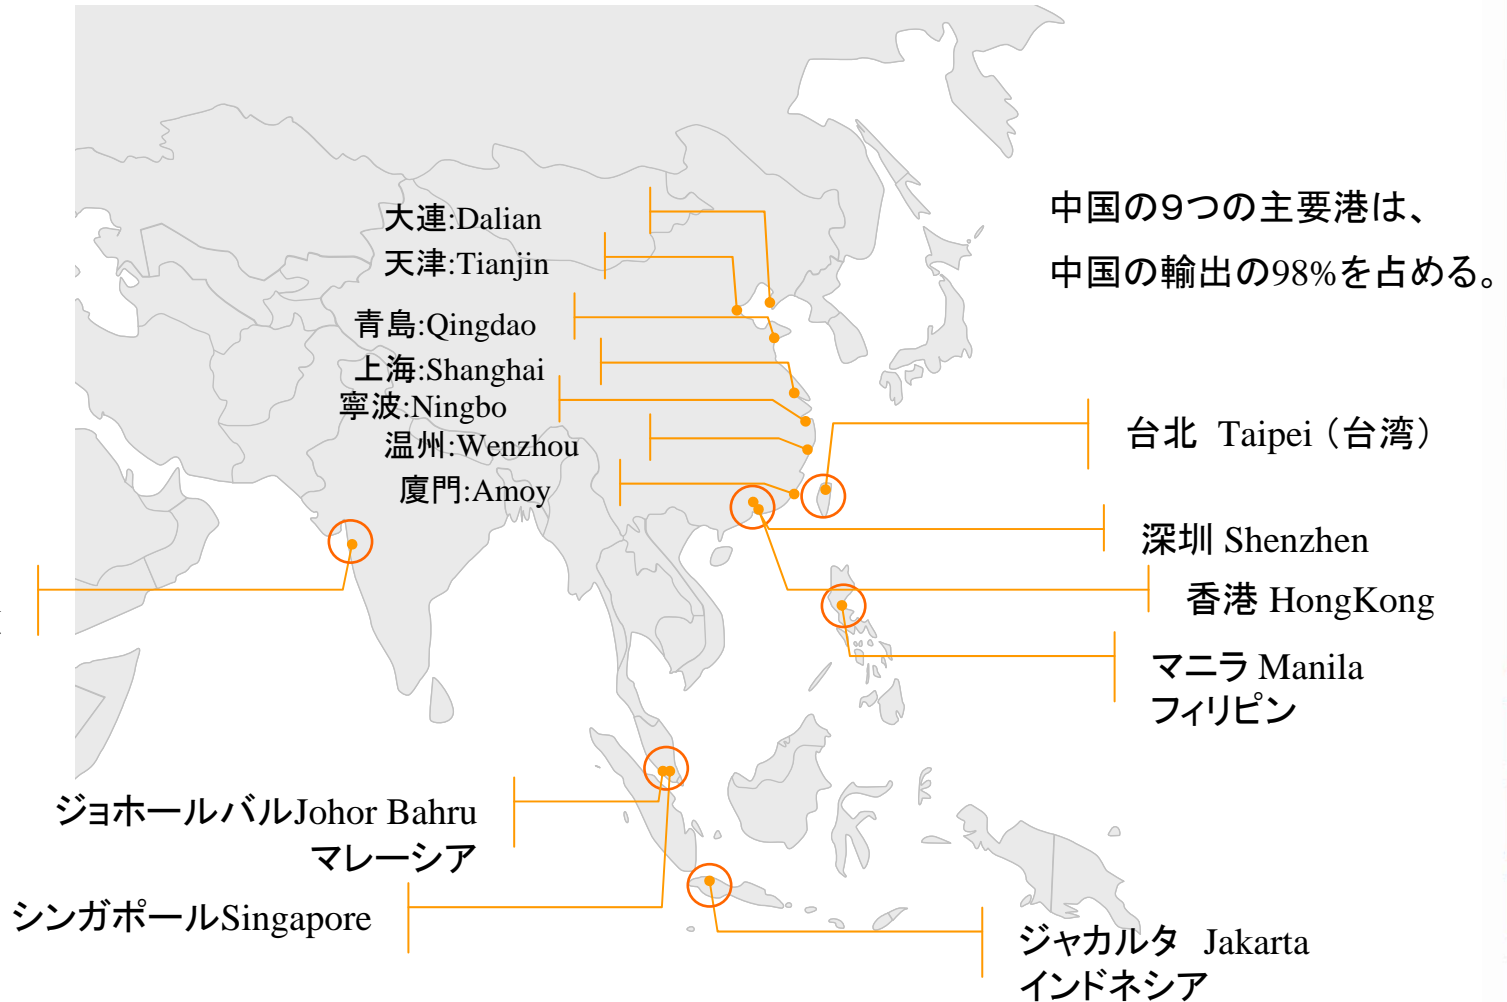 大連:Dalian
天津:Tianjin
青島:Qingdao
上海:Shanghai
寧波:Ningbo
温州:Wenzhou
廈門:Amoy
中国の9つの主要港は、
中国の輸出の98%を占める。
台北 Taipei（台湾）
深圳 Shenzhen
香港 HongKong
マニラ Manila
フィリピン
ジョホールバルJohor Bahru
マレーシア
シンガポールSingapore
ジャカルタ Jakarta
インドネシア